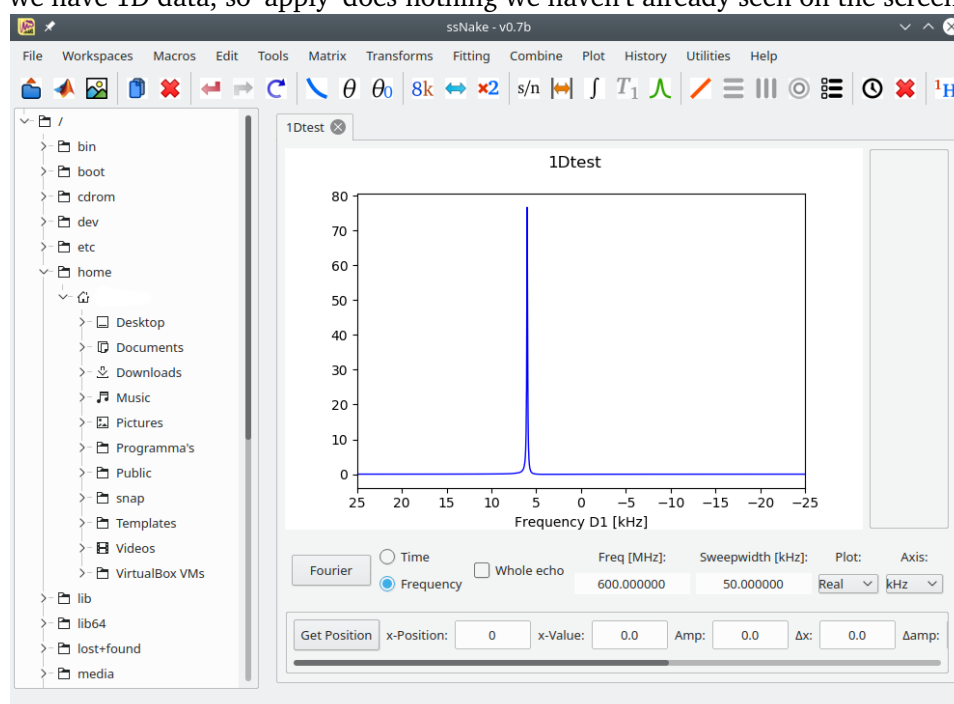 we have 1D data, so 'apply' does nothing we haven't already seen on the screen
ssNake - v0.7b
File Workspaces Macros Edit Tools Matrix Transforms Fitting Combine Plot History Utilities Help
θ θ0 8k ×2 s/n ∫ T1 1H
/
bin
boot
cdrom
dev
etc
home
Desktop
Documents
Downloads
Music
Pictures
Programma's
Public
snap
Templates
Videos
VirtualBox VMs
lib
lib64
lost+found
media
1Dtest
1Dtest
80
70
60
50
40
30
20
10
0
25 20 15 10 5 0 −5 −10 −15 −20 −25
Frequency D1 [kHz]
Fourier
Time
Frequency
Whole echo
Freq [MHz]: Sweepwidth [kHz]: Plot: Axis:
600.000000 50.000000 Real kHz
Get Position x-Position: 0 x-Value: 0.0 Amp: 0.0 Δx: 0.0 Δamp: